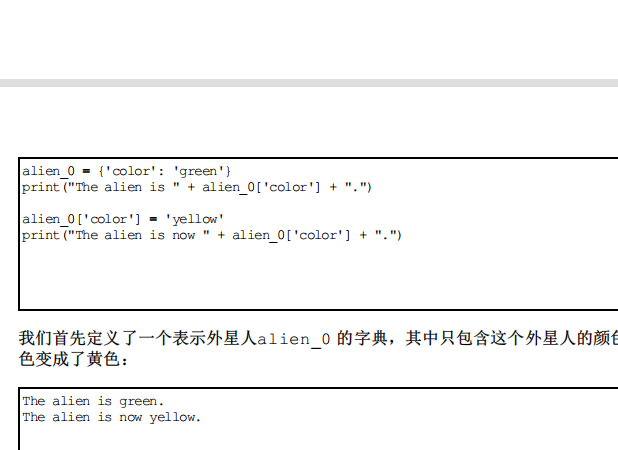 alien_0 = {'color': 'green'}
print("The alien is " + alien_0['color'] + ".")
alien_0['color'] = 'yellow'
print("The alien is now " + alien_0['color'] + ".")
我们首先定义了一个表示外星人alien_0 的字典，其中只包含这个外星人的颜
色变成了黄色：
The alien is green.
The alien is now yellow.